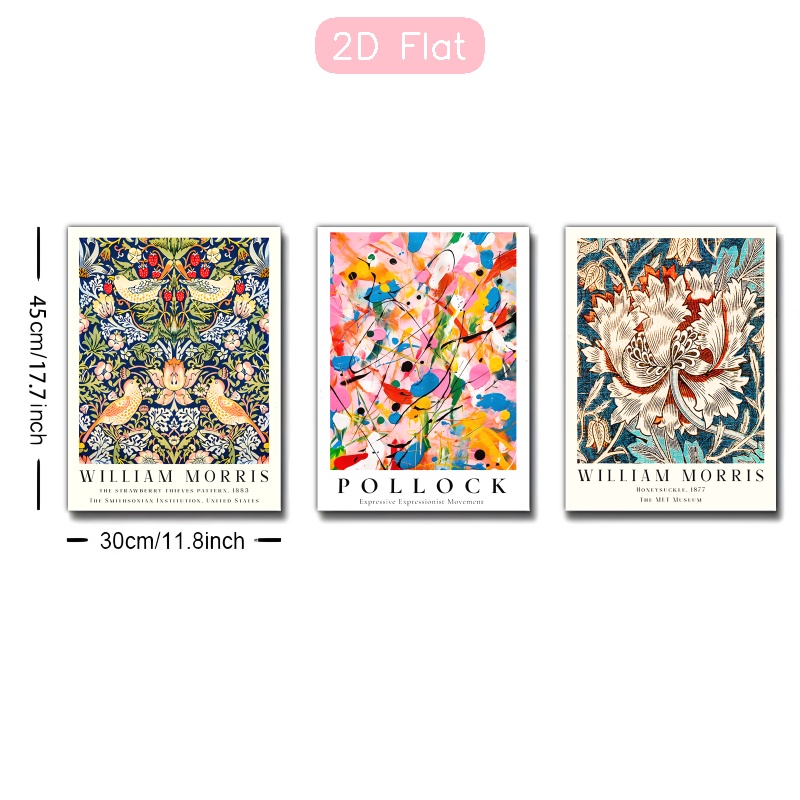 2D Flat
45cm/17.7inch
WILLIAM MORRIS
THE STRAWBERRY THIEVES PATTERN, 1883
THE SMITHSONIAN INSTITUTION, UNITED STATES
POLLOCK
Expressive Expressionist Movement
WILLIAM MORRIS
HONEYSUCKLE, 1877
THE MET MUSEUM
30cm/11.8inch